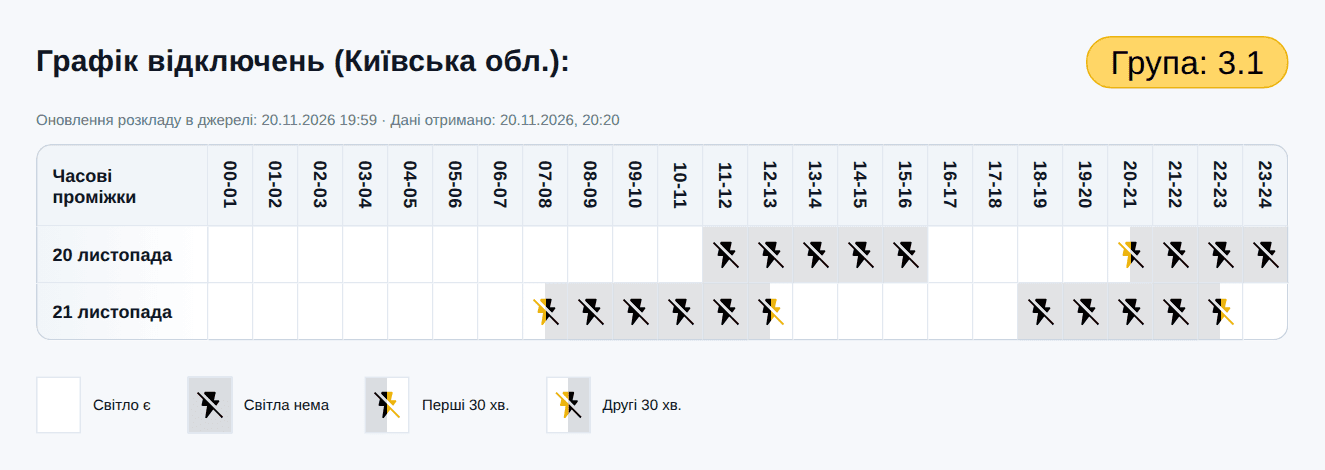 Графік відключень (Київська обл.):
Група: 3.1
Оновлення розкладу в джерелі: 20.11.2026 19:59 · Дані отримано: 20.11.2026, 20:20
Часові
проміжки
00-01
01-02
02-03
03-04
04-05
05-06
06-07
07-08
08-09
09-10
10-11
11-12
12-13
13-14
14-15
15-16
16-17
17-18
18-19
19-20
20-21
21-22
22-23
23-24
20 листопада
21 листопада
Світло є
Світла нема
Перші 30 хв.
Другі 30 хв.